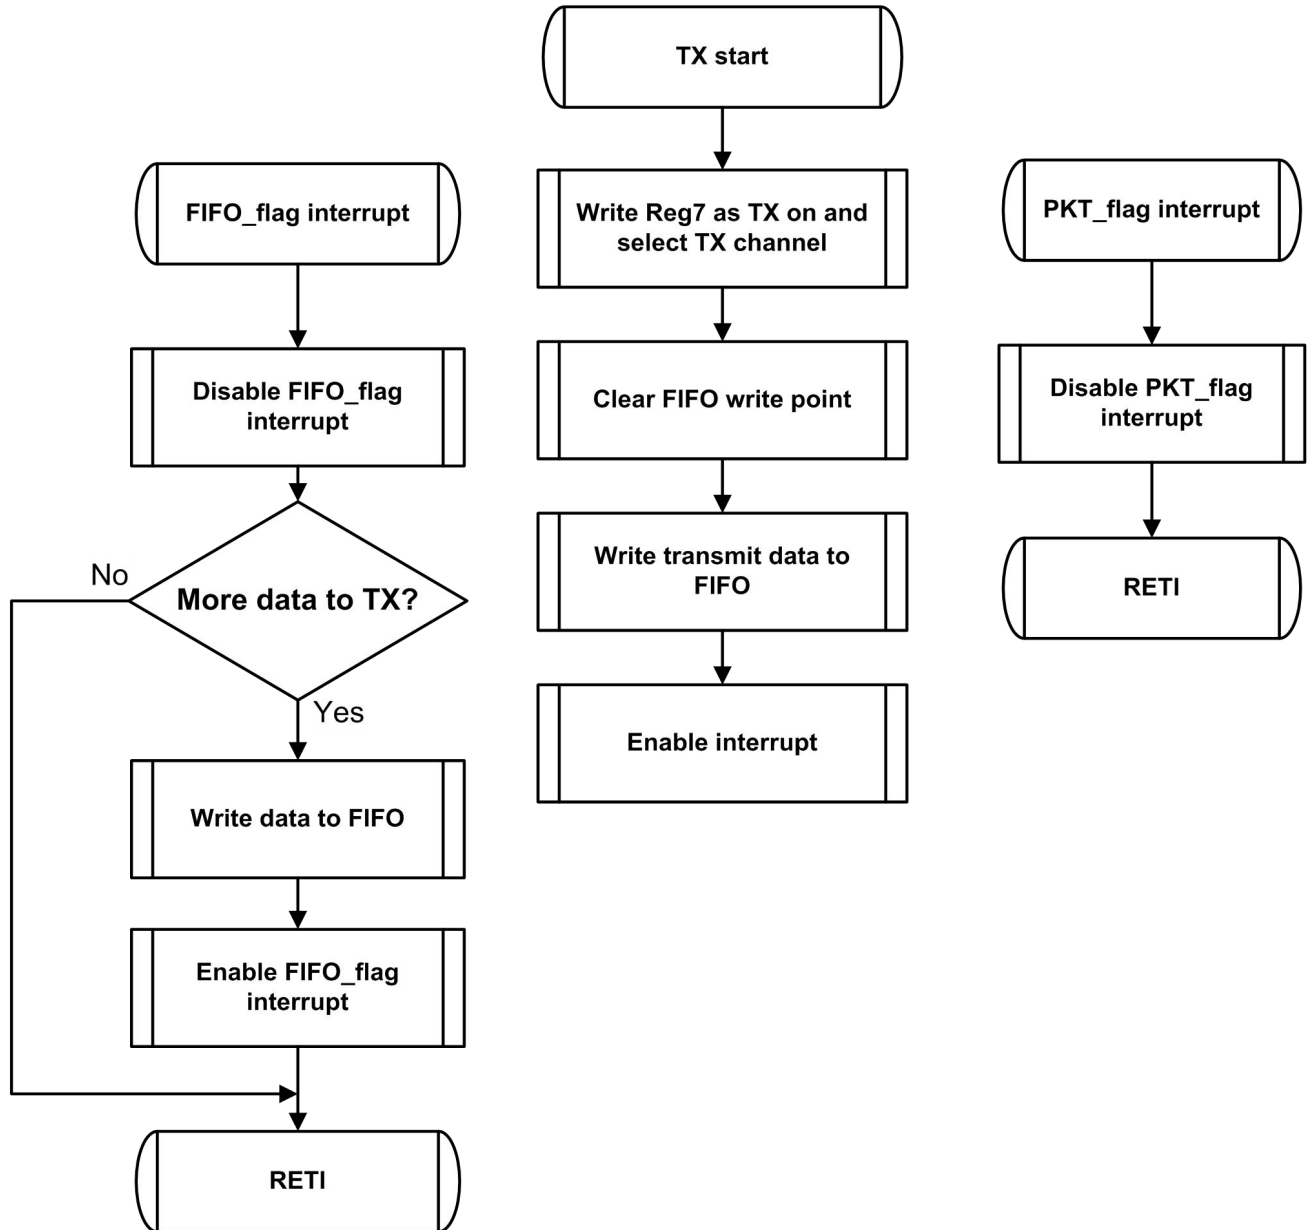 TX start
Write Reg7 as TX on and
select TX channel
Clear FIFO write point
Write transmit data to
FIFO
Enable interrupt
FIFO_flag interrupt
Disable FIFO_flag
interrupt
More data to TX?
No
Yes
Write data to FIFO
Enable FIFO_flag
interrupt
RETI
PKT_flag interrupt
Disable PKT_flag
interrupt
RETI